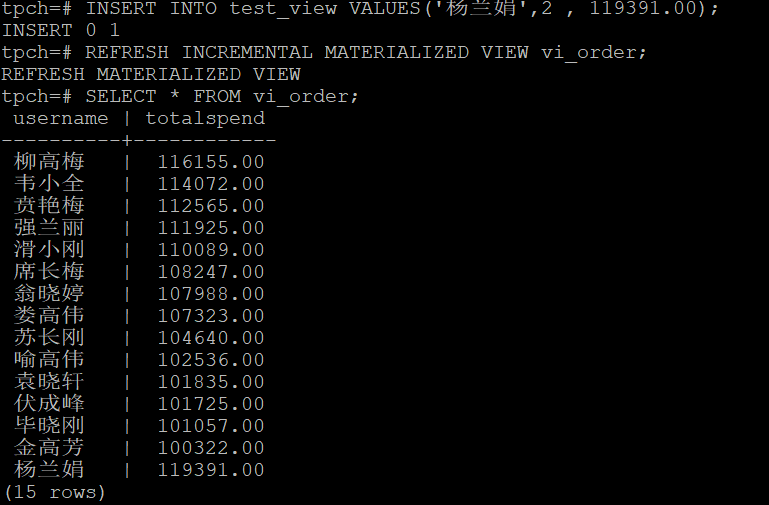 tpch=# INSERT INTO test_view VALUES('杨兰娟',2 , 119391.00);
INSERT 0 1
tpch=# REFRESH INCREMENTAL MATERIALIZED VIEW vi_order;
REFRESH MATERIALIZED VIEW
tpch=# SELECT * FROM vi_order;
 username | totalspend
----------+------------
 柳高梅   |  116155.00
 韦小全   |  114072.00
 贲艳梅   |  112565.00
 强兰丽   |  111925.00
 滑小刚   |  110089.00
 席长梅   |  108247.00
 翁晓婷   |  107988.00
 娄高伟   |  107323.00
 苏长刚   |  104640.00
 喻高伟   |  102536.00
 袁晓轩   |  101835.00
 伏成峰   |  101725.00
 毕晓刚   |  101057.00
 金高芳   |  100322.00
 杨兰娟   |  119391.00
(15 rows)